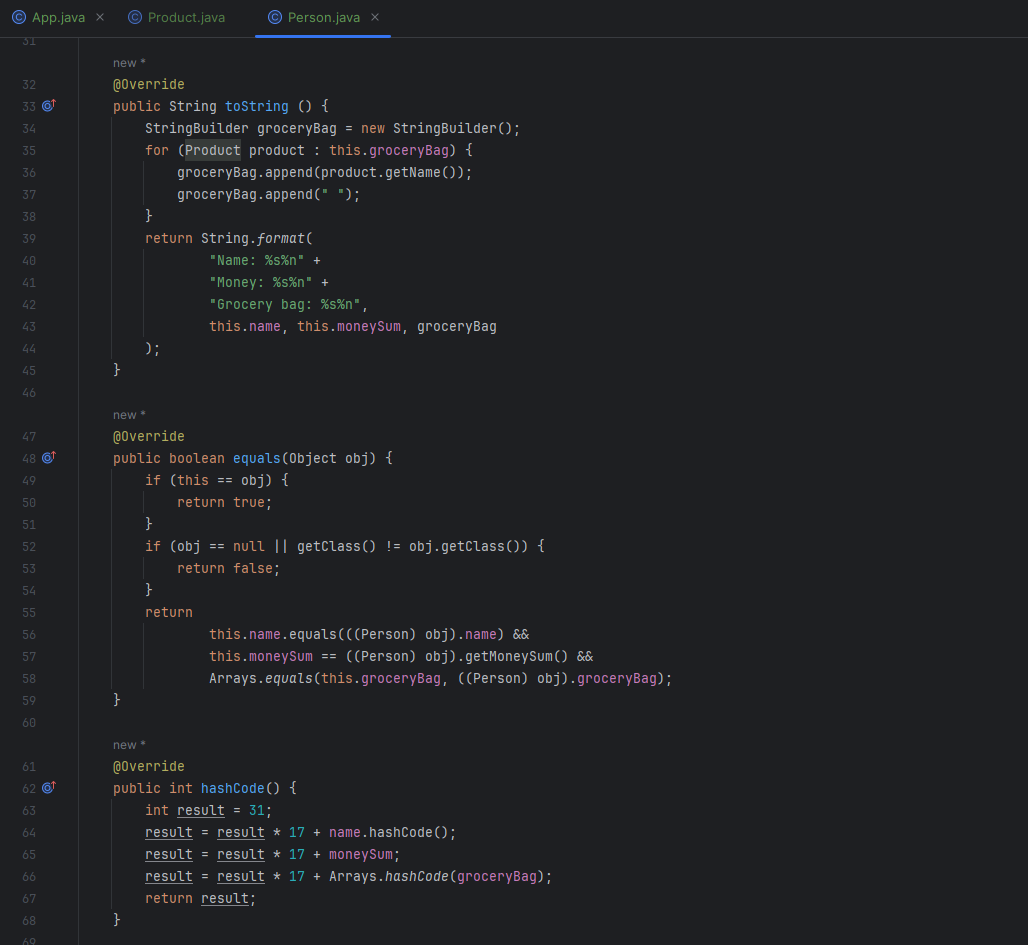 App.java × Product.java Person.java ×
31
new *
32 @Override
33 public String toString () {
34 StringBuilder groceryBag = new StringBuilder();
35 for (Product product : this.groceryBag) {
36 groceryBag.append(product.getName());
37 groceryBag.append(" ");
38 }
39 return String.format(
40 "Name: %s%n" +
41 "Money: %s%n" +
42 "Grocery bag: %s%n",
43 this.name, this.moneySum, groceryBag
44 );
45 }
46
new *
47 @Override
48 public boolean equals(Object obj) {
49 if (this == obj) {
50 return true;
51 }
52 if (obj == null || getClass() != obj.getClass()) {
53 return false;
54 }
55 return
56 this.name.equals(((Person) obj).name) &&
57 this.moneySum == ((Person) obj).getMoneySum() &&
58 Arrays.equals(this.groceryBag, ((Person) obj).groceryBag);
59 }
60
new *
61 @Override
62 public int hashCode() {
63 int result = 31;
64 result = result * 17 + name.hashCode();
65 result = result * 17 + moneySum;
66 result = result * 17 + Arrays.hashCode(groceryBag);
67 return result;
68 }
69